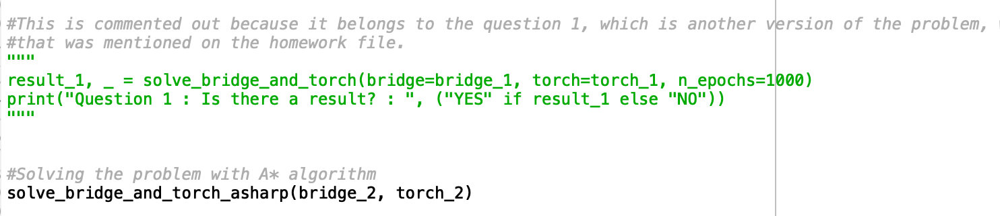 #This is commented out because it belongs to the question 1, which is another version of the problem,
#that was mentioned on the homework file.
"""
result_1, _ = solve_bridge_and_torch(bridge=bridge_1, torch=torch_1, n_epochs=1000)
print("Question 1 : Is there a result? : ", ("YES" if result_1 else "NO"))
"""
#Solving the problem with A* algorithm
solve_bridge_and_torch_asharp(bridge_2, torch_2)